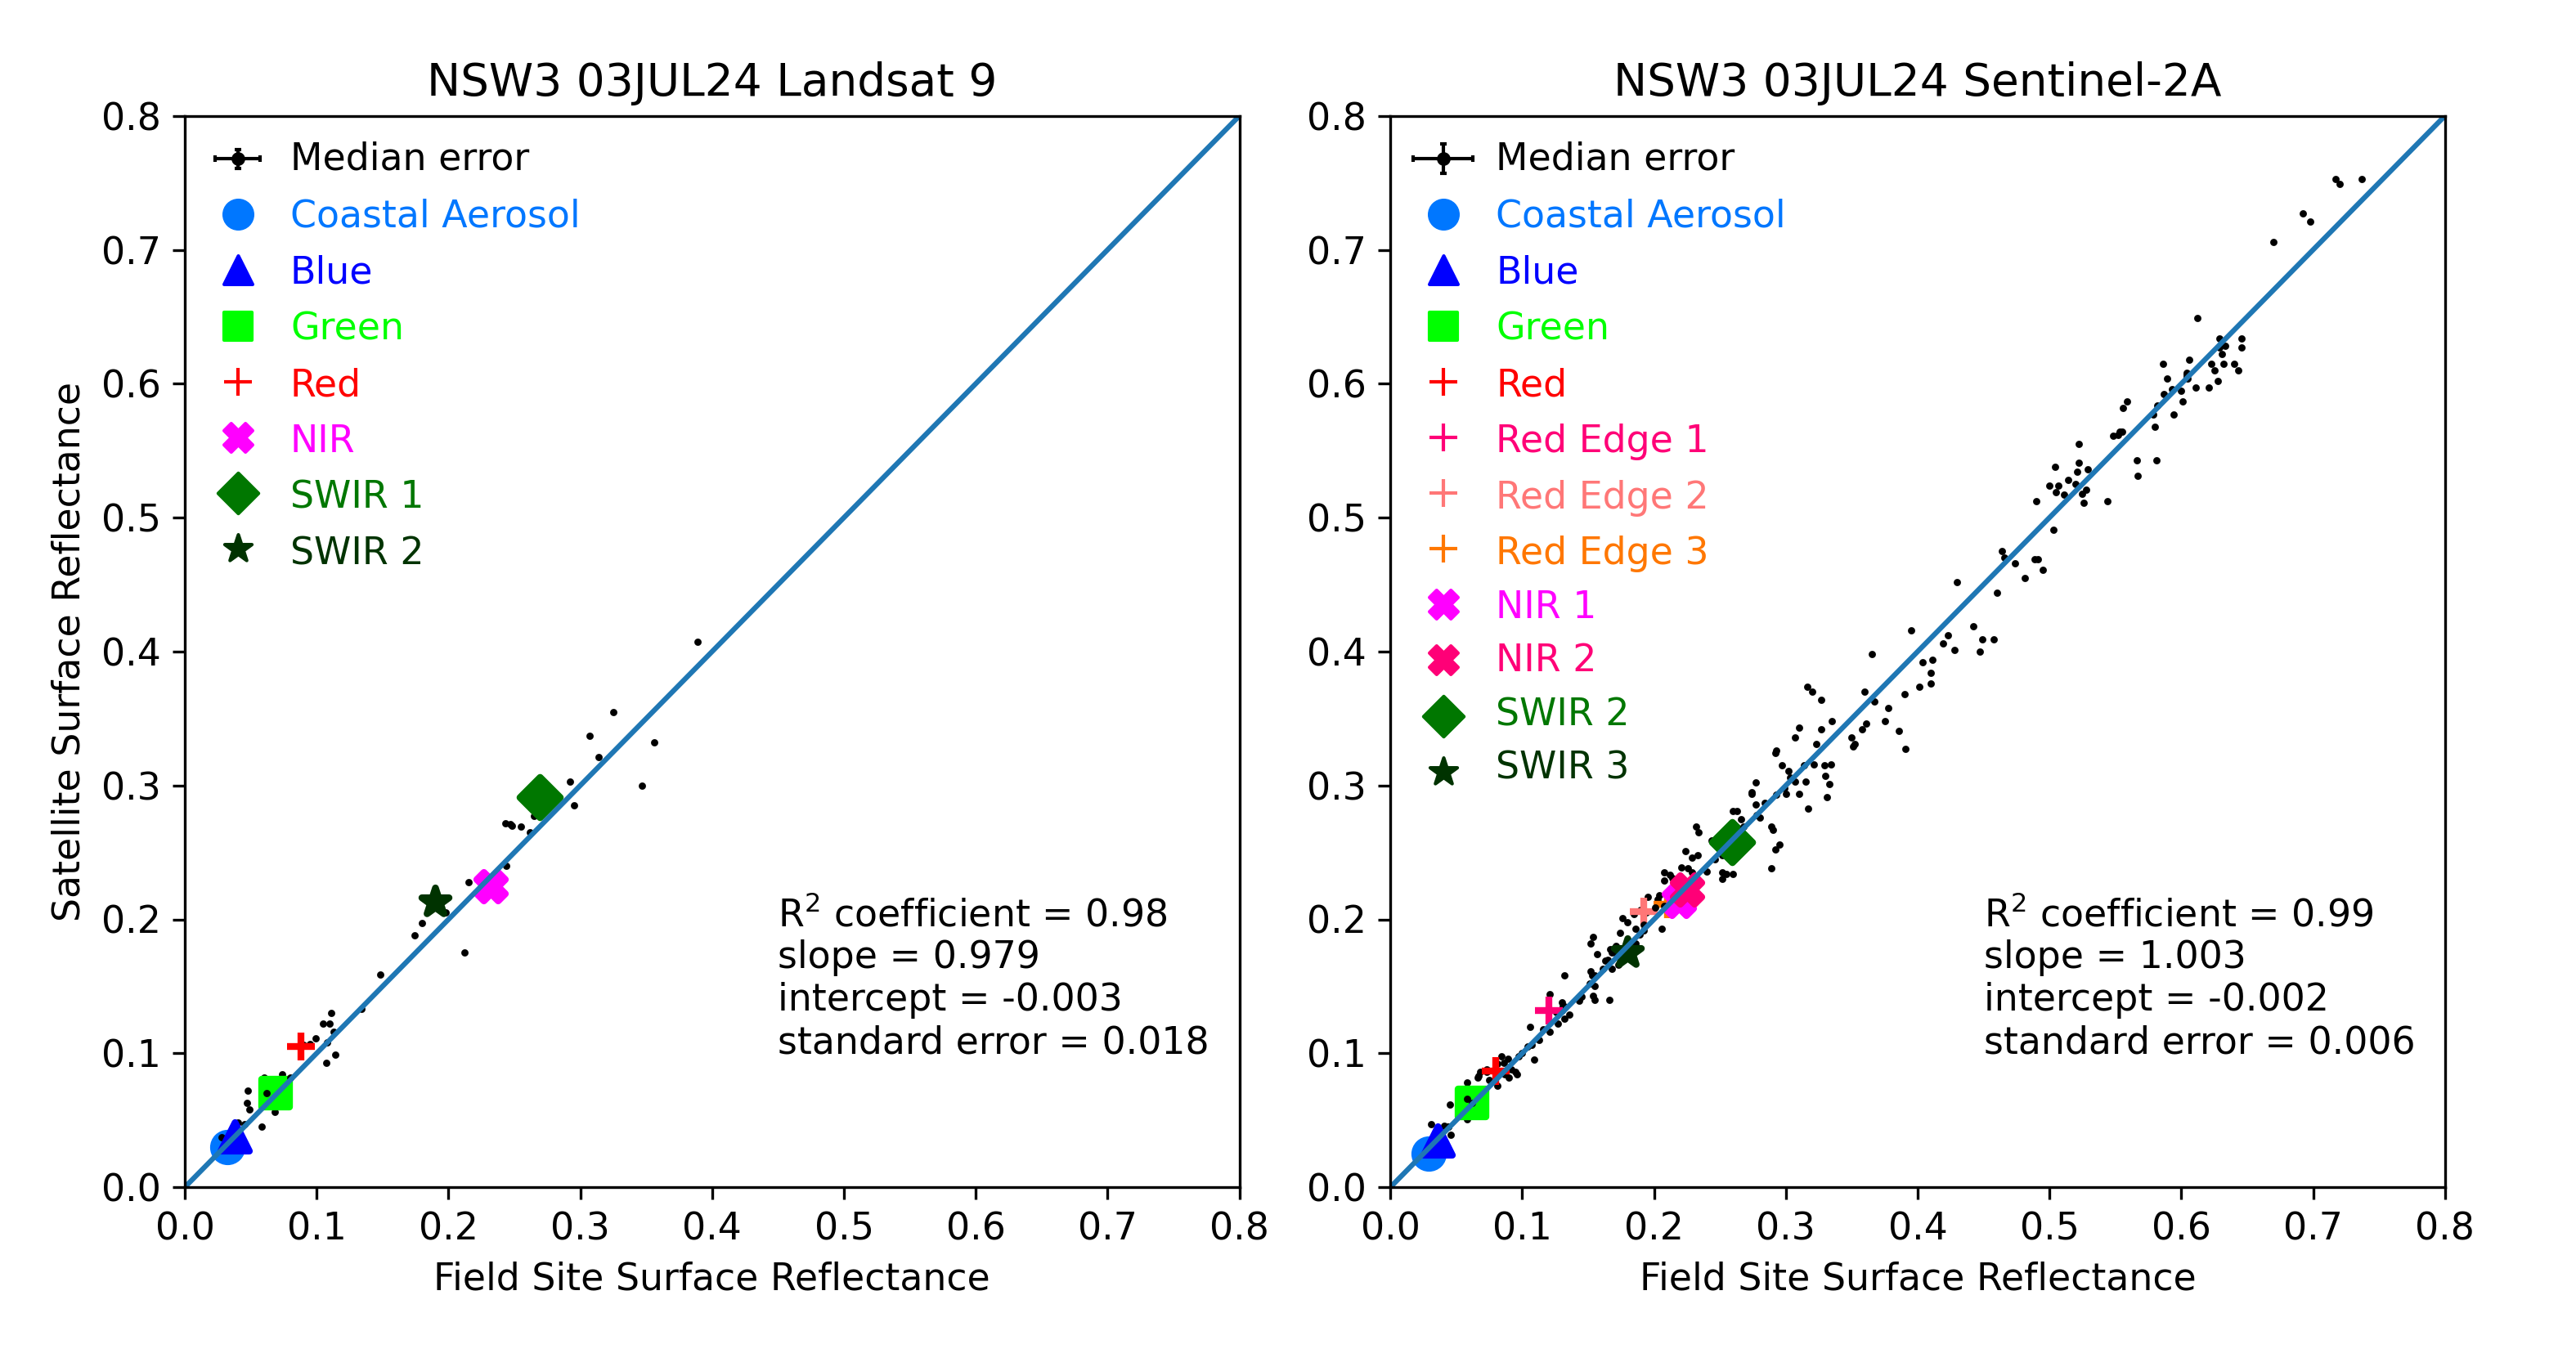 NSW3 03JUL24 Landsat 9
Satellite Surface Reflectance
0.8
0.7
0.6
0.5
0.4
0.3
0.2
0.1
0.0
Median error
Coastal Aerosol
Blue
Green
Red
NIR
SWIR 1
SWIR 2
R² coefficient = 0.98
slope = 0.979
intercept = -0.003
standard error = 0.018
0.0 0.1 0.2 0.3 0.4 0.5 0.6 0.7 0.8
Field Site Surface Reflectance
NSW3 03JUL24 Sentinel-2A
0.8
0.7
0.6
0.5
0.4
0.3
0.2
0.1
0.0
Median error
Coastal Aerosol
Blue
Green
Red
Red Edge 1
Red Edge 2
Red Edge 3
NIR 1
NIR 2
SWIR 2
SWIR 3
R² coefficient = 0.99
slope = 1.003
intercept = -0.002
standard error = 0.006
0.0 0.1 0.2 0.3 0.4 0.5 0.6 0.7 0.8
Field Site Surface Reflectance